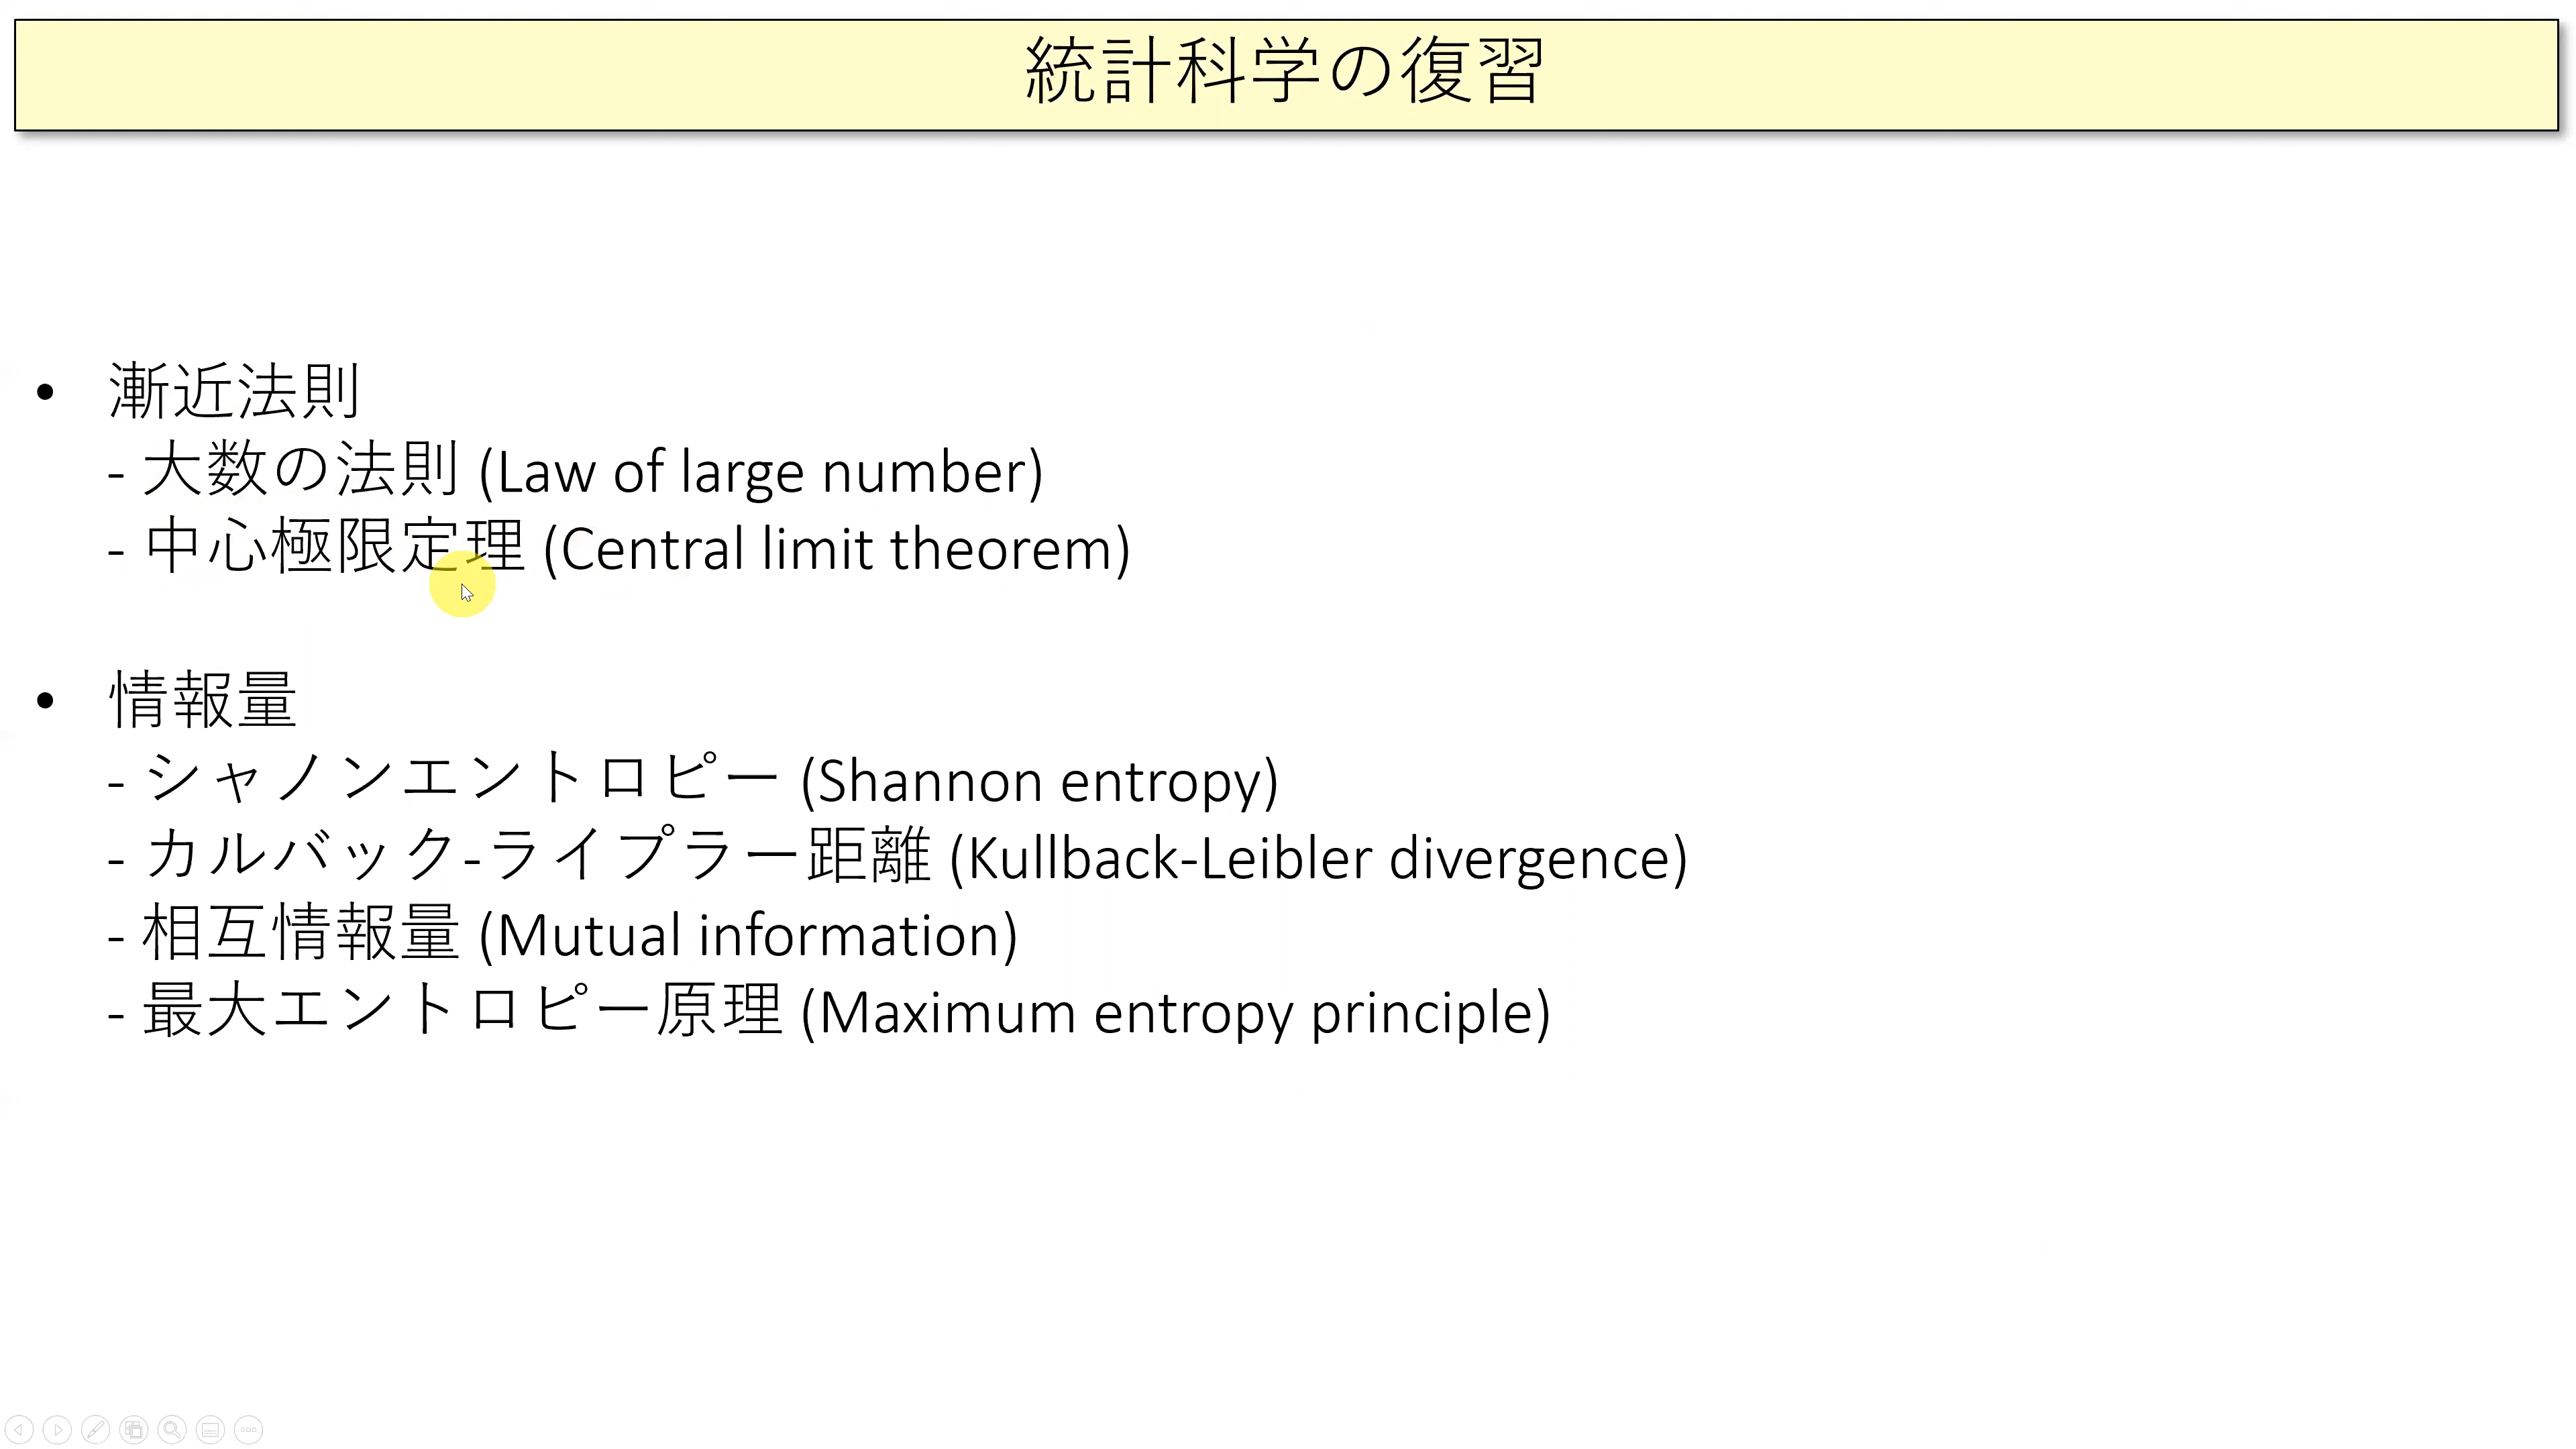 統計科学の復習
• 漸近法則
- 大数の法則 (Law of large number)
- 中心極限定理 (Central limit theorem)
• 情報量
- シャノンエントロピー (Shannon entropy)
- カルバック-ライブラー距離 (Kullback-Leibler divergence)
- 相互情報量 (Mutual information)
- 最大エントロピー原理 (Maximum entropy principle)